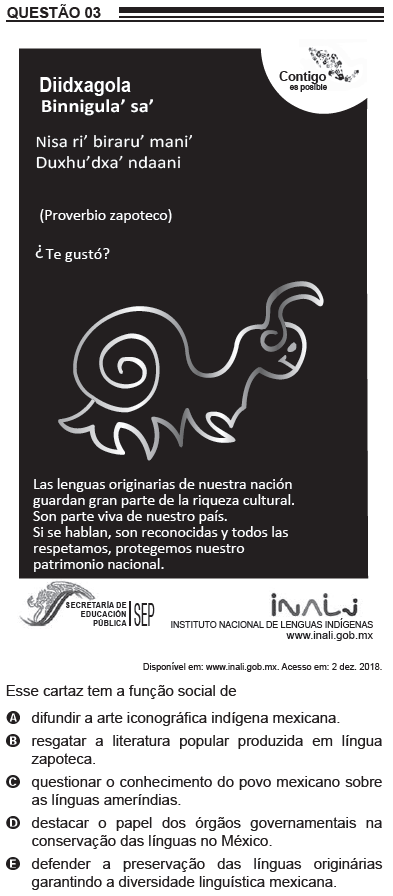 QUESTÃO 03
Contigo
es posible
Diidxagola
Binnigula’ sa’
Nisa ri’ biraru’ mani’
Duxhu’dxa’ ndaani
(Proverbio zapoteco)
¿Te gustó?
Las lenguas originarias de nuestra nación
guardan gran parte de la riqueza cultural.
Son parte viva de nuestro país.
Si se hablan, son reconocidas y todos las
respetamos, protegemos nuestro
patrimonio nacional.
SECRETARÍA DE
EDUCACIÓN
PÚBLICA
SEP
INALI
INSTITUTO NACIONAL DE LENGUAS INDÍGENAS
www.inali.gob.mx
Disponível em: www.inali.gob.mx. Acesso em: 2 dez. 2018.
Esse cartaz tem a função social de
A difundir a arte iconográfica indígena mexicana.
B resgatar a literatura popular produzida em língua
zapoteca.
C questionar o conhecimento do povo mexicano sobre
as línguas ameríndias.
D destacar o papel dos órgãos governamentais na
conservação das línguas no México.
E defender a preservação das línguas originárias
garantindo a diversidade linguística mexicana.